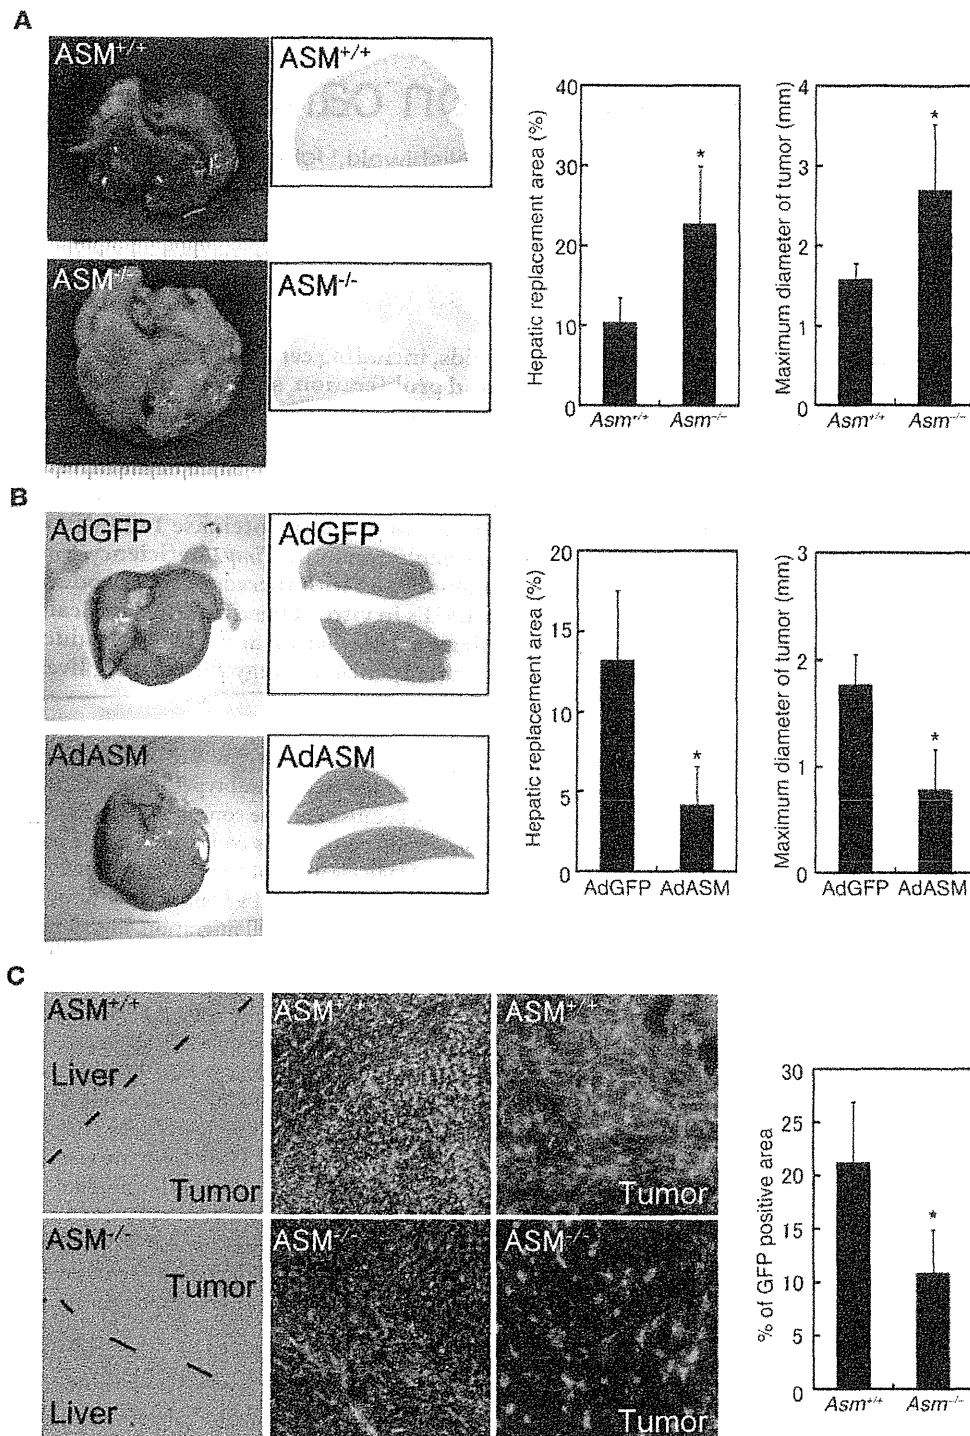 A
ASM+/+
ASM+/+
ASM-/-
ASM-/-
Hepatic replacement area (%)
40
30
20
10
0
*
Asm+/+ Asm-/-
Maximum diameter of tumor (mm)
4
3
2
1
0
*
Asm+/+ Asm-/-
B
AdGFP
AdGFP
AdASM
AdASM
Hepatic replacement area (%)
20
15
10
5
0
*
AdGFP AdASM
Maximum diameter of tumor (mm)
3
2
1
0
*
AdGFP AdASM
C
ASM+/+
Liver
Tumor
ASM+/+
ASM+/+
Tumor
ASM-/-
Tumor
Liver
ASM-/-
ASM-/-
Tumor
% of GFP positive area
30
25
20
15
10
5
0
*
Asm+/+ Asm-/-